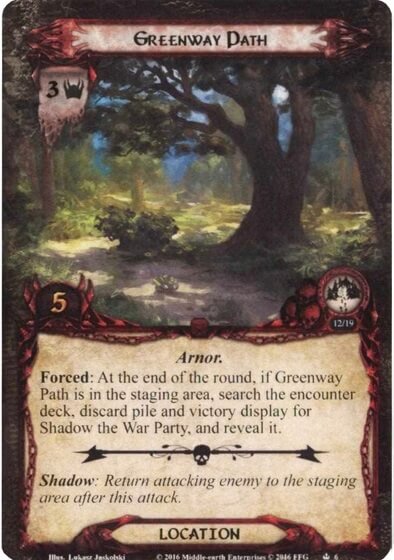 GREENWAY PATH
3
5
12/19
Arnor.
Forced: At the end of the round, if Greenway
Path is in the staging area, search the encounter
deck, discard pile and victory display for
Shadow the War Party, and reveal it.
Shadow: Return attacking enemy to the staging
area after this attack.
Illus. Lukasz Jaskolski © 2016 Middle-earth Enterprises © 2016 FFG 6
LOCATION